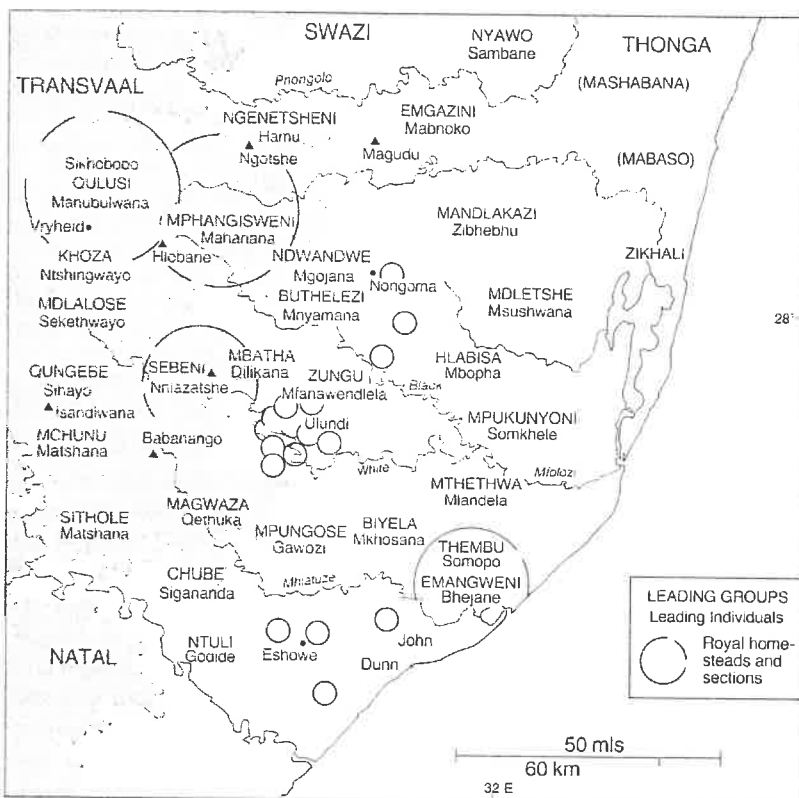 SWAZI
NYAWO
Sambane
THONGA
TRANSVAAL
Pnongolo
(MASHABANA)
NGENETSHENI
Hamu
Ngotshe
EMGAZINI
Mabnoko
Magudu
(MABASO)
Sikhobobo
QULUSI
Manubulwana
Vryheid
MPHANGISWENI
Mahanana
MANDLAKAZI
Zibhebhu
KHOZA
Ntshingwayo
Hlobane
NDWANDWE
Mgojana
Nongoma
ZIKHALI
BUTHELEZI
Mnyamana
MDLETSHE
Msushwana
MDLALOSE
Sekethwayo
28°
QUNGEBE
Sihayo
Isandlwana
SEBENI
MBATHA
Dilikana
HLABISA
Mbopha
ZUNGU
Mfanawendlela
Black
Ulundi
MPUKUNYONI
Somkhele
MCHUNU
Matshana
Babanango
White
Mfolozi
MTHETHWA
Mlandela
SITHOLE
Matshana
MAGWAZA
Qethuka
MPUNGOSE
Gawozi
BIYELA
Mkhosana
THEMBU
Somopo
EMANGWENI
Bhejane
CHUBE
Sigananda
Mhlatuze
NATAL
NTULI
Godide
Eshowe
John
Dunn
LEADING GROUPS
Leading Individuals
Royal home-
steads and
sections
50 mls
60 km
32 E